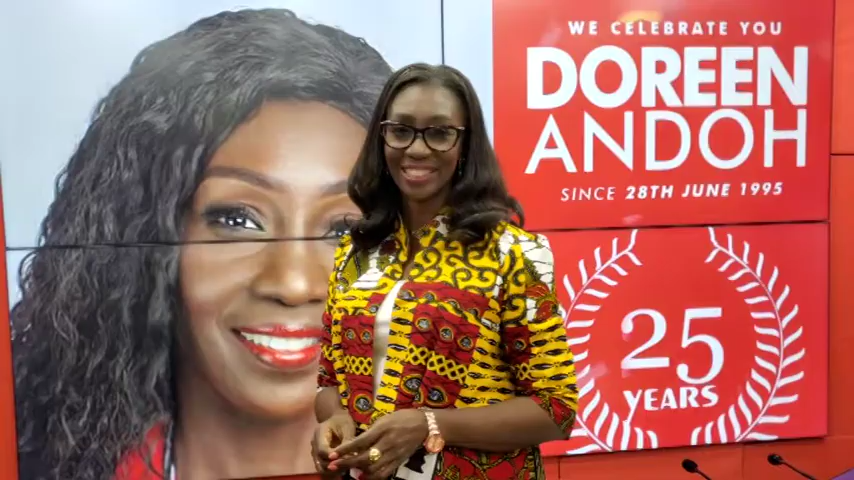 WE CELEBRATE YOU
DOREEN
ANDOH
SINCE 28TH JUNE 1995
25
YEARS